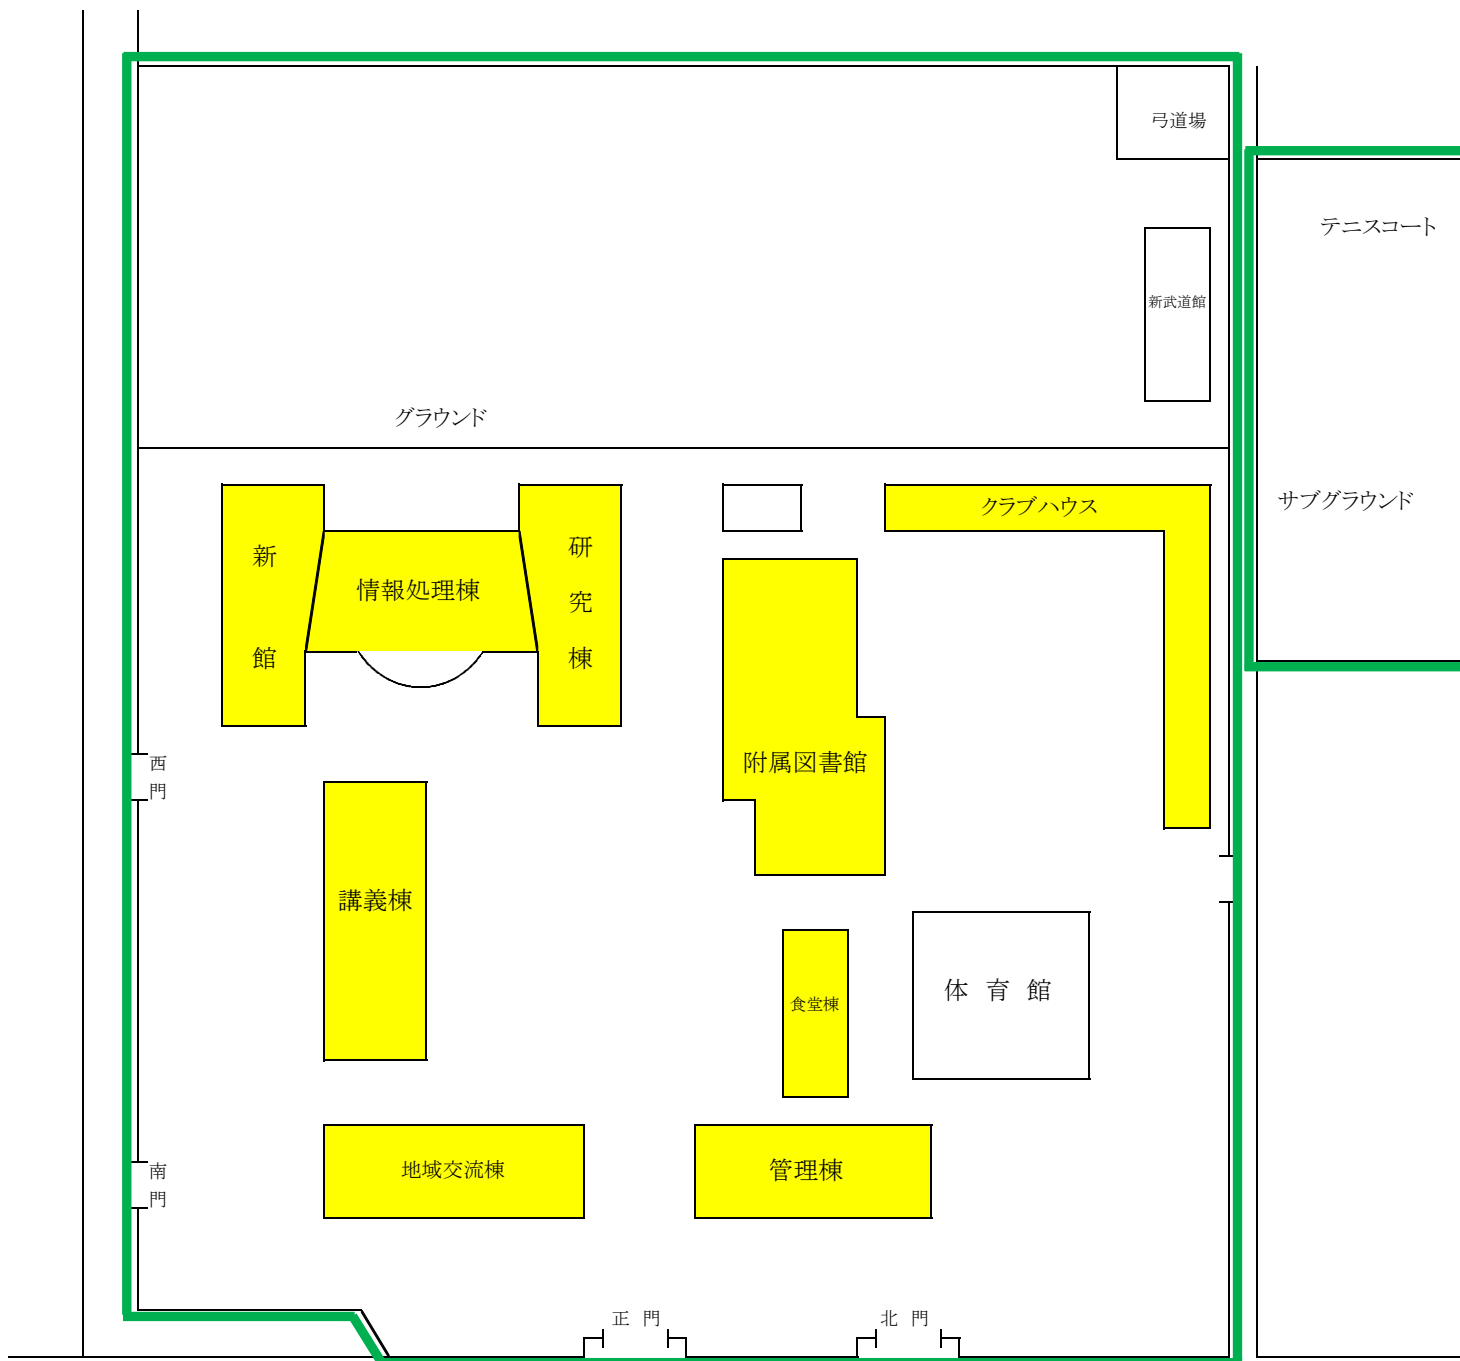 弓道場
テニスコート
新武道館
グラウンド
サブグラウンド
クラブハウス
新館
情報処理棟
研究棟
附属図書館
西門
講義棟
体育館
食堂棟
地域交流棟
管理棟
南門
正門
北門